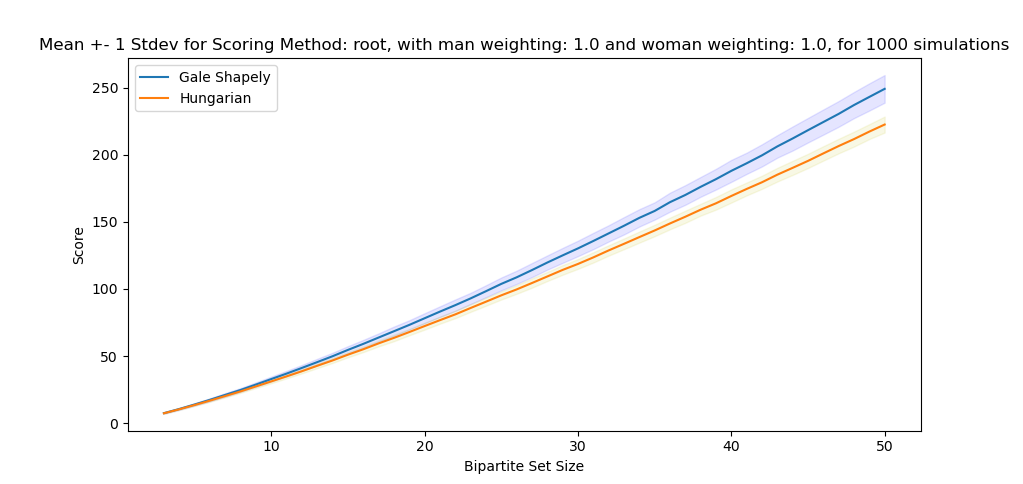 Mean +- 1 Stdev for Scoring Method: root, with man weighting: 1.0 and woman weighting: 1.0, for 1000 simulations
Gale Shapely
Hungarian
250
200
150
100
50
0
Score
10 20 30 40 50
Bipartite Set Size